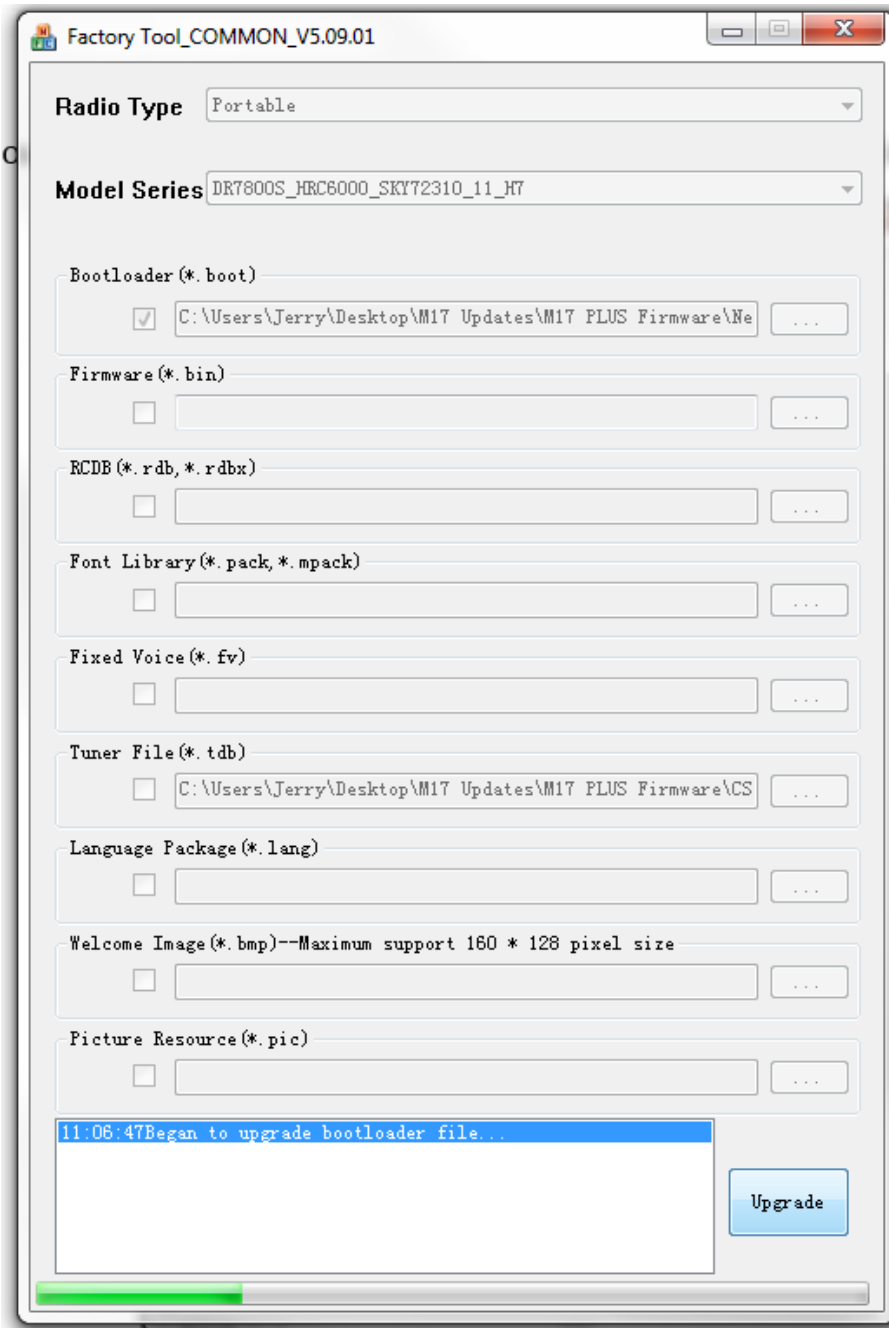 Factory Tool_COMMON_V5.09.01
Radio Type Portable
Model Series DR7800S_HRC6000_SKY72310_11_H7
Bootloader(*.boot)
C:\Users\Jerry\Desktop\M17 Updates\M17 PLUS Firmware\Ne
...
Firmware(*.bin)
...
RCDB(*.rdb,*.rdbx)
...
Font Library(*.pack,*.mpack)
...
Fixed Voice(*.fv)
...
Tuner File(*.tdb)
C:\Users\Jerry\Desktop\M17 Updates\M17 PLUS Firmware\CS
...
Language Package(*.lang)
...
Welcome Image(*.bmp)--Maximum support 160 * 128 pixel size
...
Picture Resource(*.pic)
...
11:06:47Began to upgrade bootloader file...
Upgrade